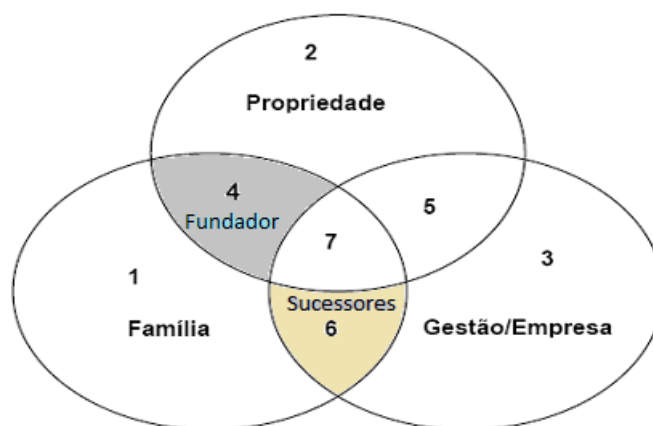 2
Propriedade
4
Fundador
5
7
1
3
Sucessores
Família
6
Gestão/Empresa